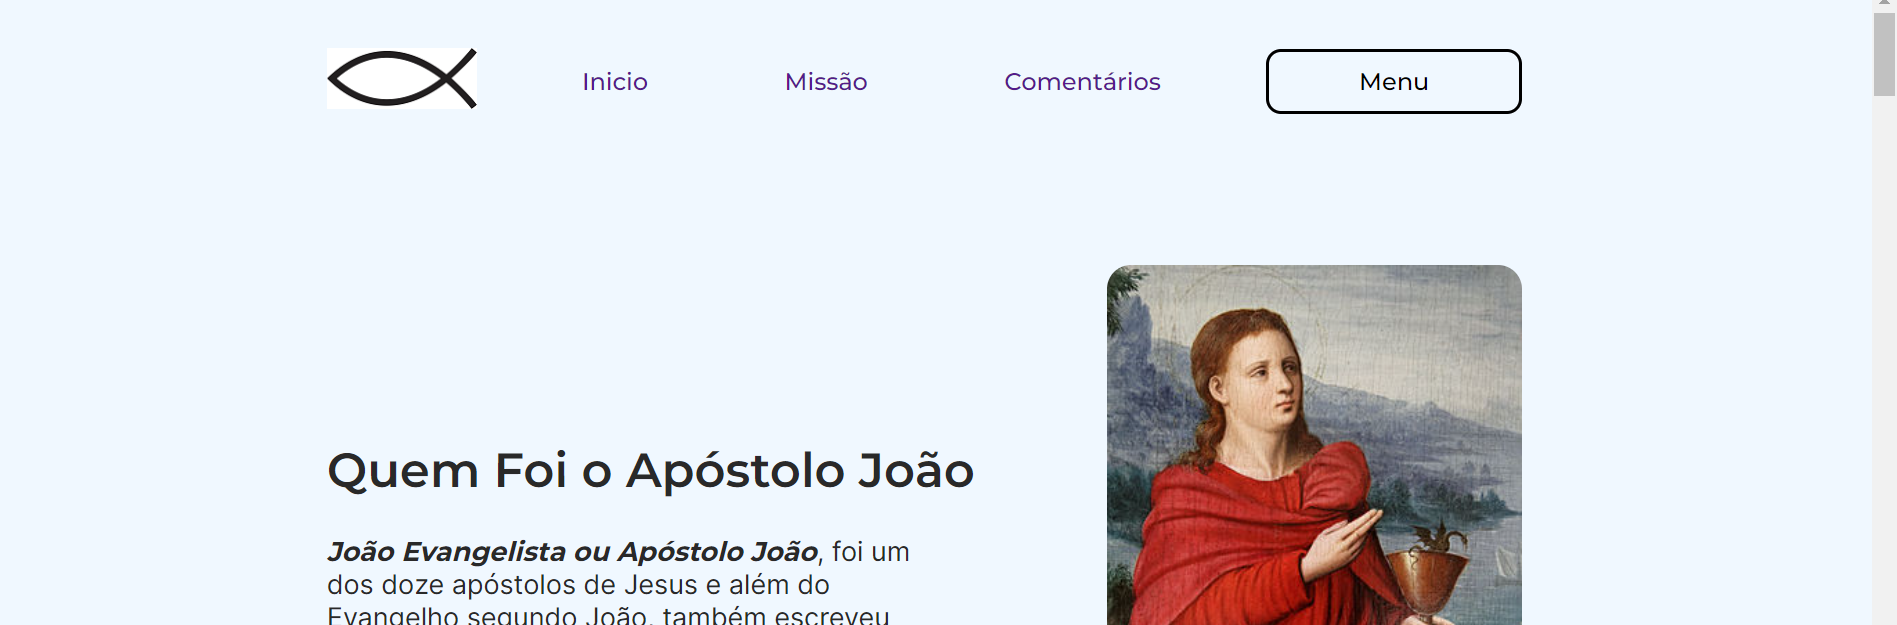 Inicio Missão Comentários Menu
Quem Foi o Apóstolo João
João Evangelista ou Apóstolo João, foi um
dos doze apóstolos de Jesus e além do
Evangelho segundo João, também escreveu